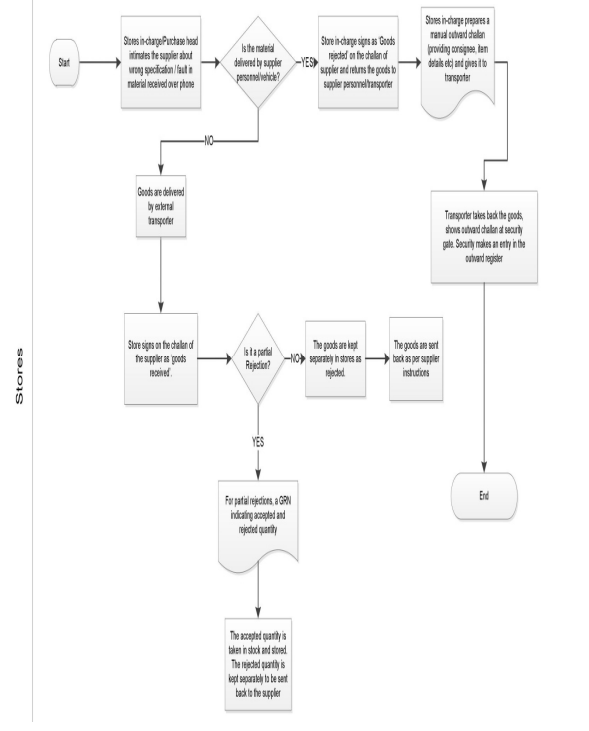 Start
Stores in-charge/Purchase head
intimates the supplier about
wrong specification / fault in
material received over phone
Is the material
delivered by supplier
personnel/vehicle?
YES
Store in-charge signs as 'Goods
rejected' on the challan of
supplier and returns the goods to
supplier personnel/transporter
Stores in-charge prepares a
manual outward challan
(providing consignee, item
details etc) and gives it to
transporter
NO
Goods are delivered
by external
transporter
Transporter takes back the goods,
shows outward challan at security
gate. Security makes an entry in the
outward register
Stores
Store signs on the challan of
the supplier as 'goods
received'.
Is it a partial
Rejection?
NO
The goods are kept
separately in stores as
rejected.
The goods are sent
back as per supplier
instructions
YES
For partial rejections, a GRN
indicating accepted and
rejected quantity
End
The accepted quantity is
taken in stock and stored.
The rejected quantity is
kept separately to be sent
back to the supplier